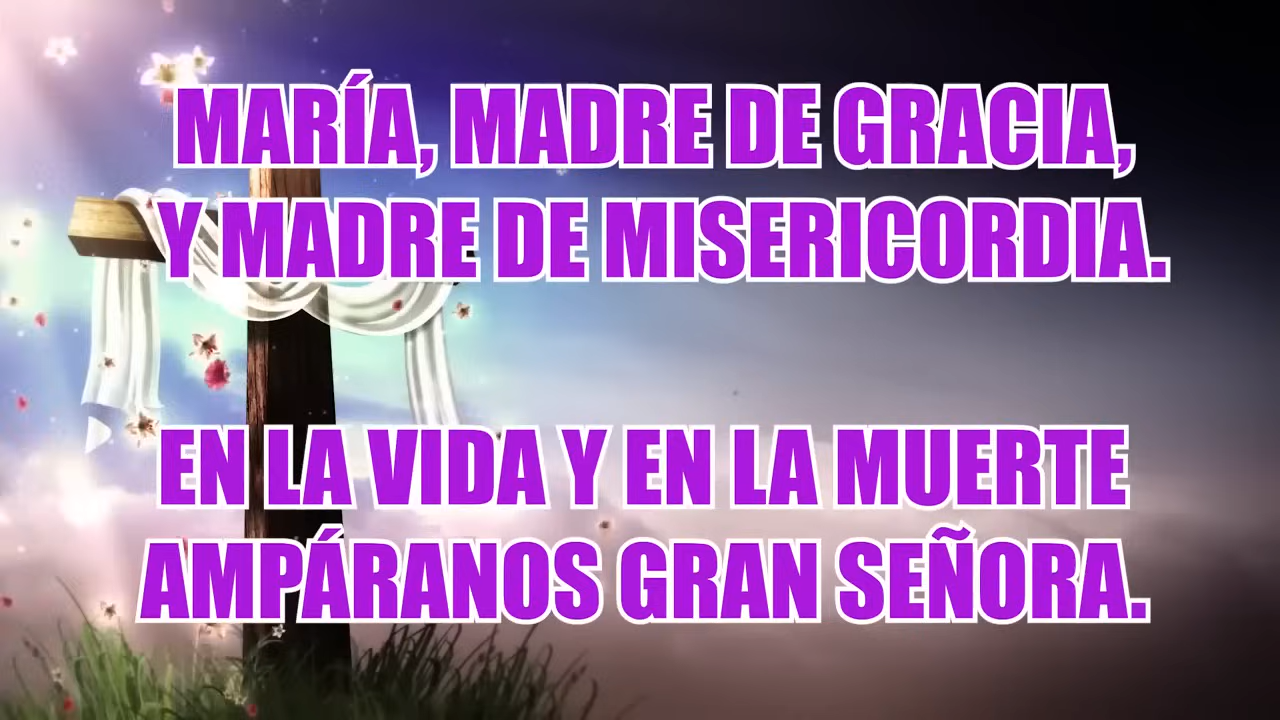 MARÍA, MADRE DE GRACIA,
Y MADRE DE MISERICORDIA.
EN LA VIDA Y EN LA MUERTE
AMPÁRANOS GRAN SEÑORA.